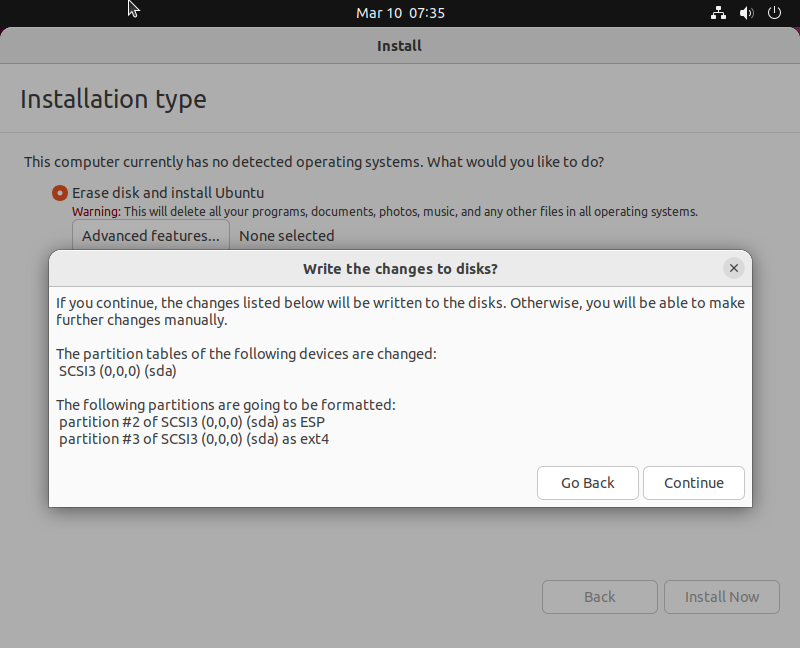 Mar 10 07:35
Install
Installation type
This computer currently has no detected operating systems. What would you like to do?
Erase disk and install Ubuntu
Warning: This will delete all your programs, documents, photos, music, and any other files in all operating systems.
Advanced features... None selected
Write the changes to disks?
If you continue, the changes listed below will be written to the disks. Otherwise, you will be able to make
further changes manually.
The partition tables of the following devices are changed:
SCSI3 (0,0,0) (sda)
The following partitions are going to be formatted:
partition #2 of SCSI3 (0,0,0) (sda) as ESP
partition #3 of SCSI3 (0,0,0) (sda) as ext4
Go Back Continue
Back Install Now